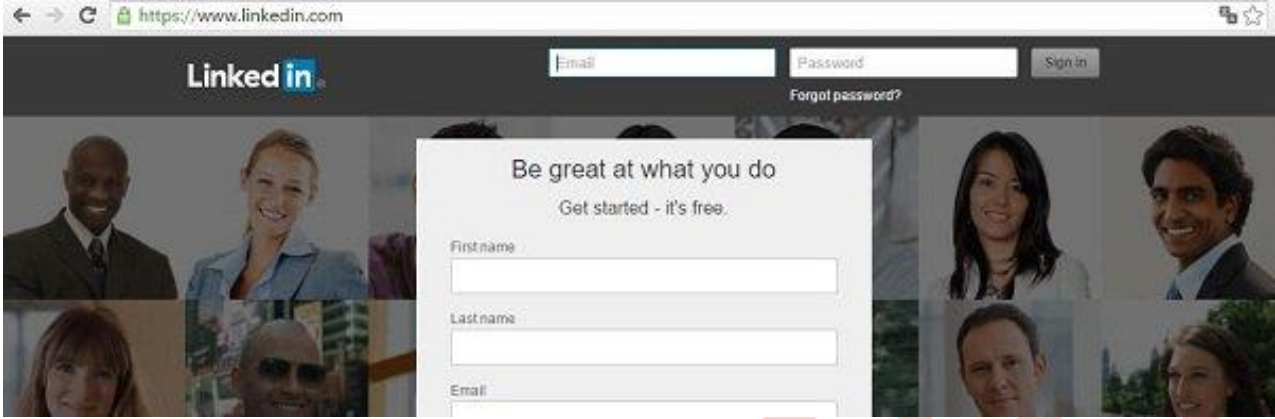 https://www.linkedin.com
Linked in
Email
Password
Sign In
Forgot password?
Be great at what you do
Get started - it's free.
First name
Last name
Email